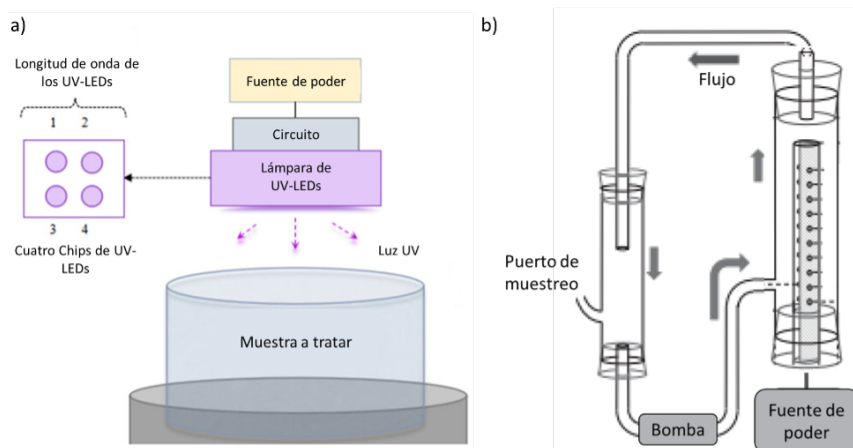 a)
Longitud de onda de
los UV-LEDs
1 2
3 4
Cuatro Chips de UV-
LEDs
Fuente de poder
Circuito
Lámpara de
UV-LEDs
Luz UV
Muestra a tratar
b)
Flujo
Puerto de
muestreo
Bomba
Fuente de
poder